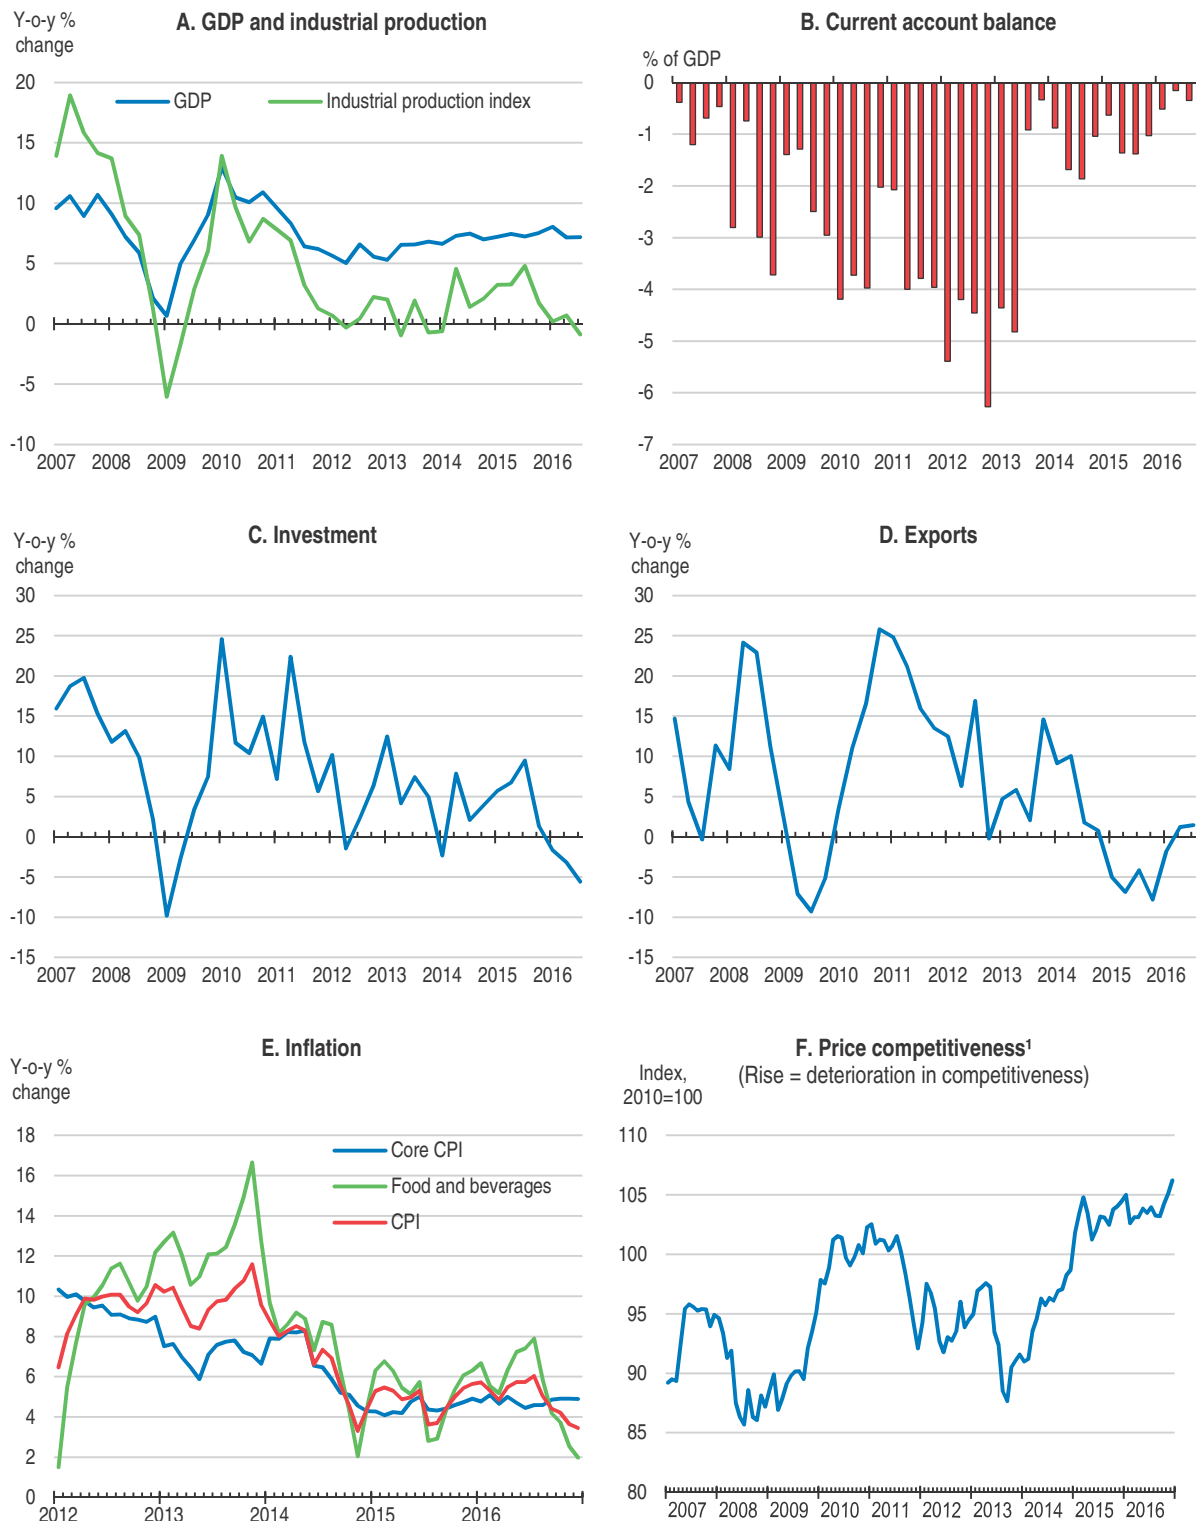 A. GDP and industrial production
Y-o-y %
change
20
15
10
5
0
-5
-10
GDP
Industrial production index
2007 2008 2009 2010 2011 2012 2013 2014 2015 2016
B. Current account balance
% of GDP
0
-1
-2
-3
-4
-5
-6
-7
2007 2008 2009 2010 2011 2012 2013 2014 2015 2016
C. Investment
Y-o-y %
change
30
25
20
15
10
5
0
-5
-10
-15
2007 2008 2009 2010 2011 2012 2013 2014 2015 2016
D. Exports
Y-o-y %
change
30
25
20
15
10
5
0
-5
-10
-15
2007 2008 2009 2010 2011 2012 2013 2014 2015 2016
E. Inflation
Y-o-y %
change
18
16
14
12
10
8
6
4
2
0
Core CPI
Food and beverages
CPI
2012 2013 2014 2015 2016
F. Price competitiveness¹
(Rise = deterioration in competitiveness)
Index,
2010=100
110
105
100
95
90
85
80
2007 2008 2009 2010 2011 2012 2013 2014 2015 2016